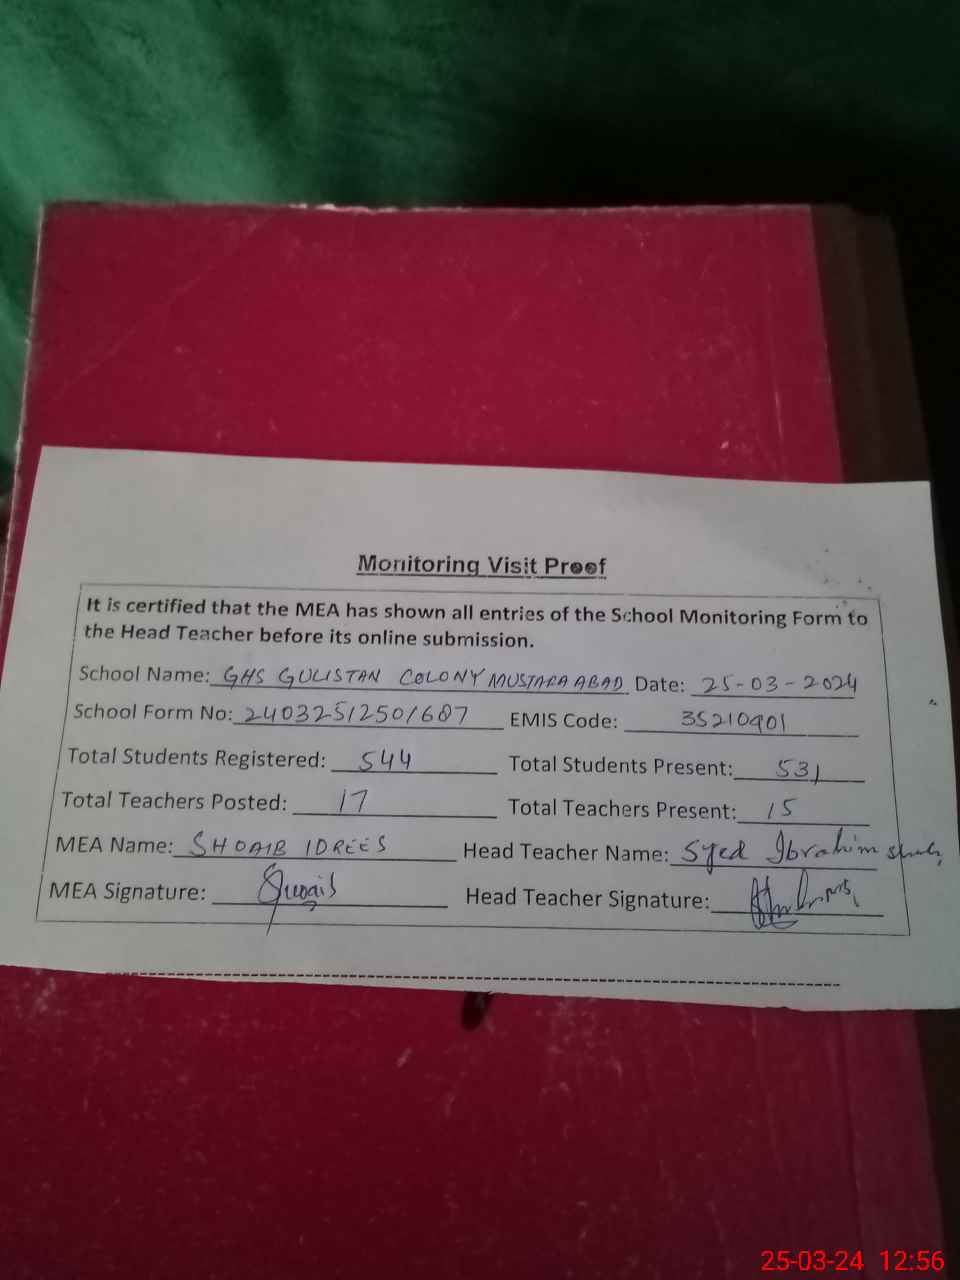 Monitoring Visit Proof
It is certified that the MEA has shown all entries of the School Monitoring Form to
the Head Teacher before its online submission.
School Name: GHS GULISTAN COLONY MUSTAFA ABAD Date: 25-03-2024
School Form No: 24032512501687 EMIS Code: 35210901
Total Students Registered: 544 Total Students Present: 531
Total Teachers Posted: 17 Total Teachers Present: 15
MEA Name: SHOAIB IDREES Head Teacher Name: Syed Ibrahim
MEA Signature: Head Teacher Signature:
25-03-24 12:56